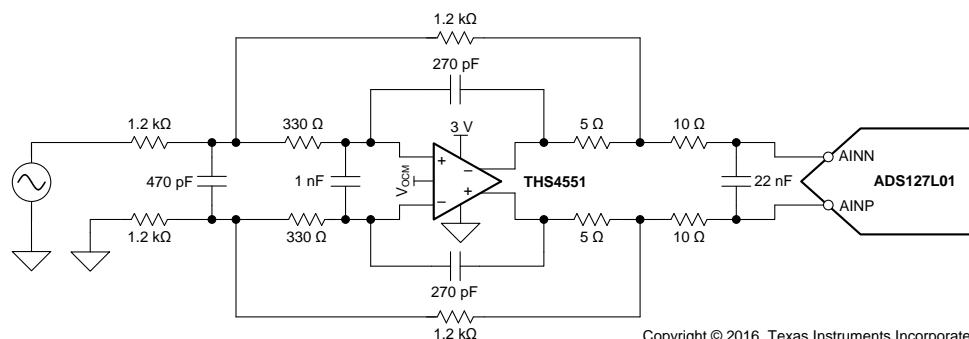 1.2 kΩ
270 pF
1.2 kΩ
330 Ω
5 Ω
10 Ω
3 V
470 pF
1 nF
VOCM
+
−
−
+
THS4551
22 nF
AINN
ADS127L01
AINP
1.2 kΩ
330 Ω
5 Ω
10 Ω
270 pF
1.2 kΩ
Copyright © 2016, Texas Instruments Incorporate